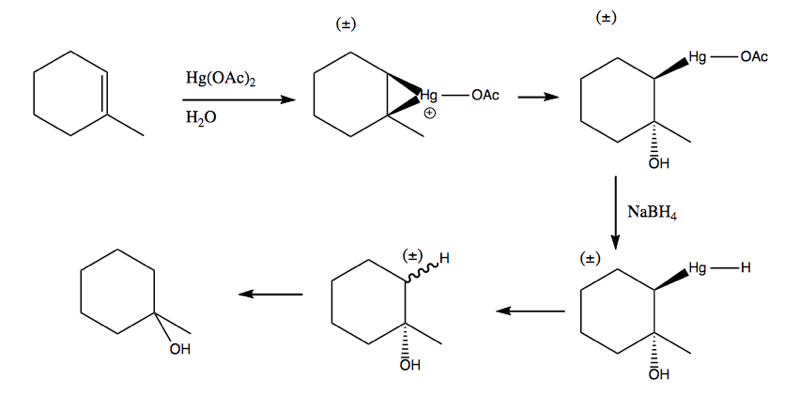 (±)
(±)
Hg(OAc)₂
H₂O
Hg—OAc
⊕
Hg—OAc
OH
NaBH₄
(±)
(±)
H
Hg—H
OH
OH
OH